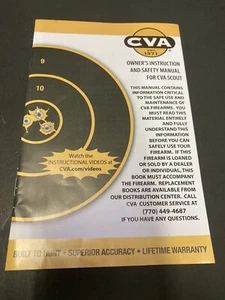 CVA
1971
OWNER'S INSTRUCTION
AND SAFETY MANUAL
FOR CVA SCOUT
9
10
THIS MANUAL CONTAINS
INFORMATION CRITICAL
TO THE SAFE USE AND
MAINTENANCE OF
CVA FIREARMS. YOU
MUST READ THIS
MATERIAL ENTIRELY
AND FULLY
UNDERSTAND THIS
INFORMATION
BEFORE YOU CAN
SAFELY USE YOUR
FIREARM. IF THIS
FIREARM IS LOANED
OR SOLD BY A DEALER
OR INDIVIDUAL, THIS
BOOK MUST ACCOMPANY
THE FIREARM. REPLACEMENT
BOOKS ARE AVAILABLE FROM
OUR DISTRIBUTION CENTER. CALL
CVA CUSTOMER SERVICE AT
(770) 449-4687
IF YOU HAVE ANY QUESTIONS.
Watch the
INSTRUCTIONAL VIDEOS at
CVA.com/videos
BUILT TO HUNT • SUPERIOR ACCURACY • LIFETIME WARRANTY